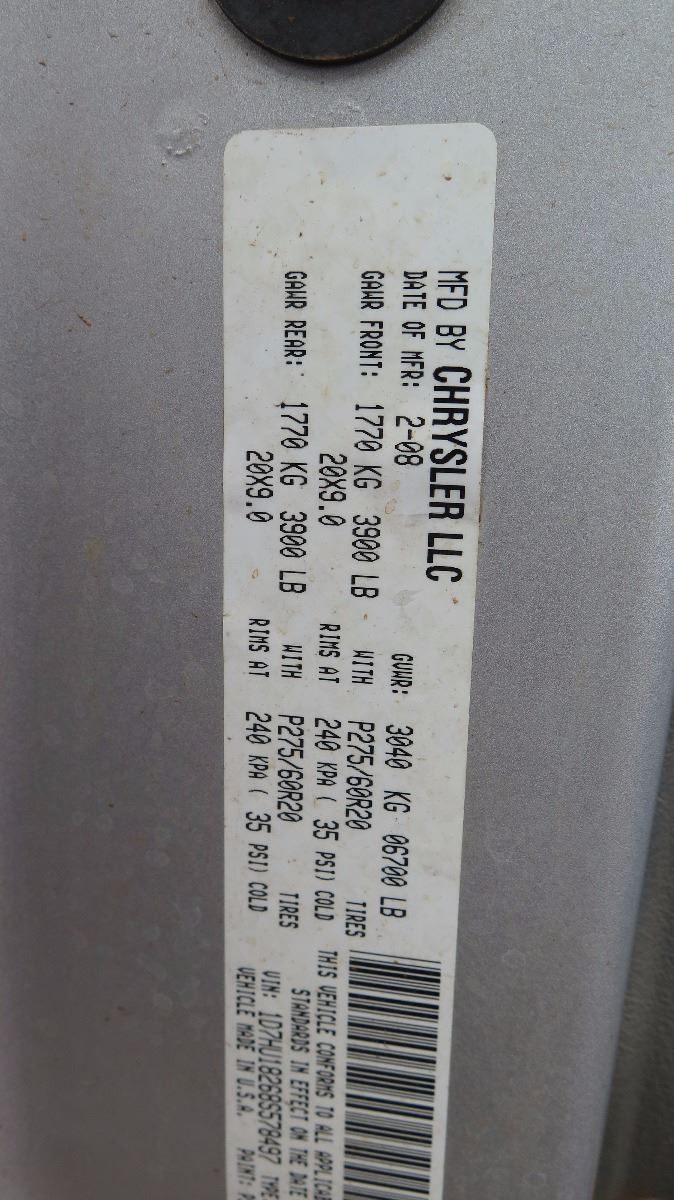 MFD BY CHRYSLER LLC
DATE OF MFR: 2-08 GVWR: 3040 KG 06700 LB
GAWR FRONT: 1770 KG 3900 LB WITH P275/60R20 TIRES
20X9.0 RIMS AT 240 KPA ( 35 PSI) COLD
GAWR REAR: 1770 KG 3900 LB WITH P275/60R20 TIRES
20X9.0 RIMS AT 240 KPA ( 35 PSI) COLD
THIS VEHICLE CONFORMS TO ALL
STANDARDS IN EFFECT ON THE DATE
VIN: 1D7HU18268S578497 TYPE
VEHICLE MADE IN U.S.A. PAINT: